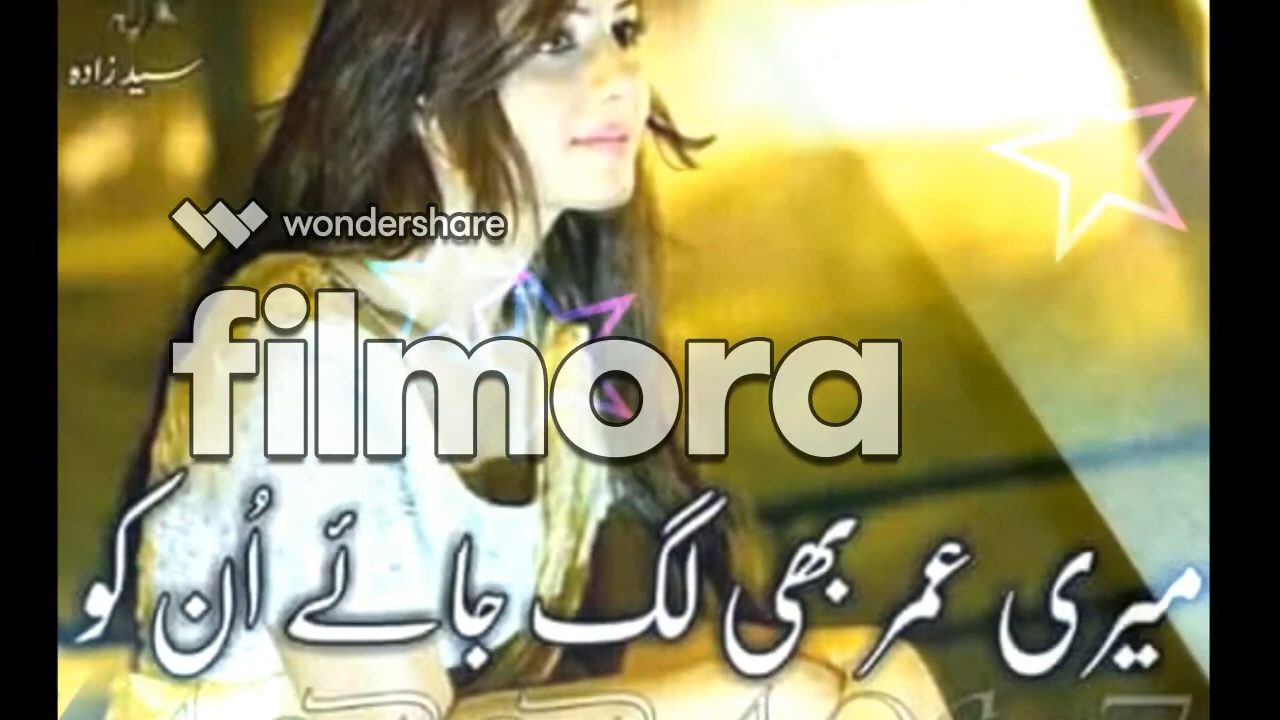 سید زادہ
wondershare
filmora
میری عمر بھی لگ جائے اُن کو